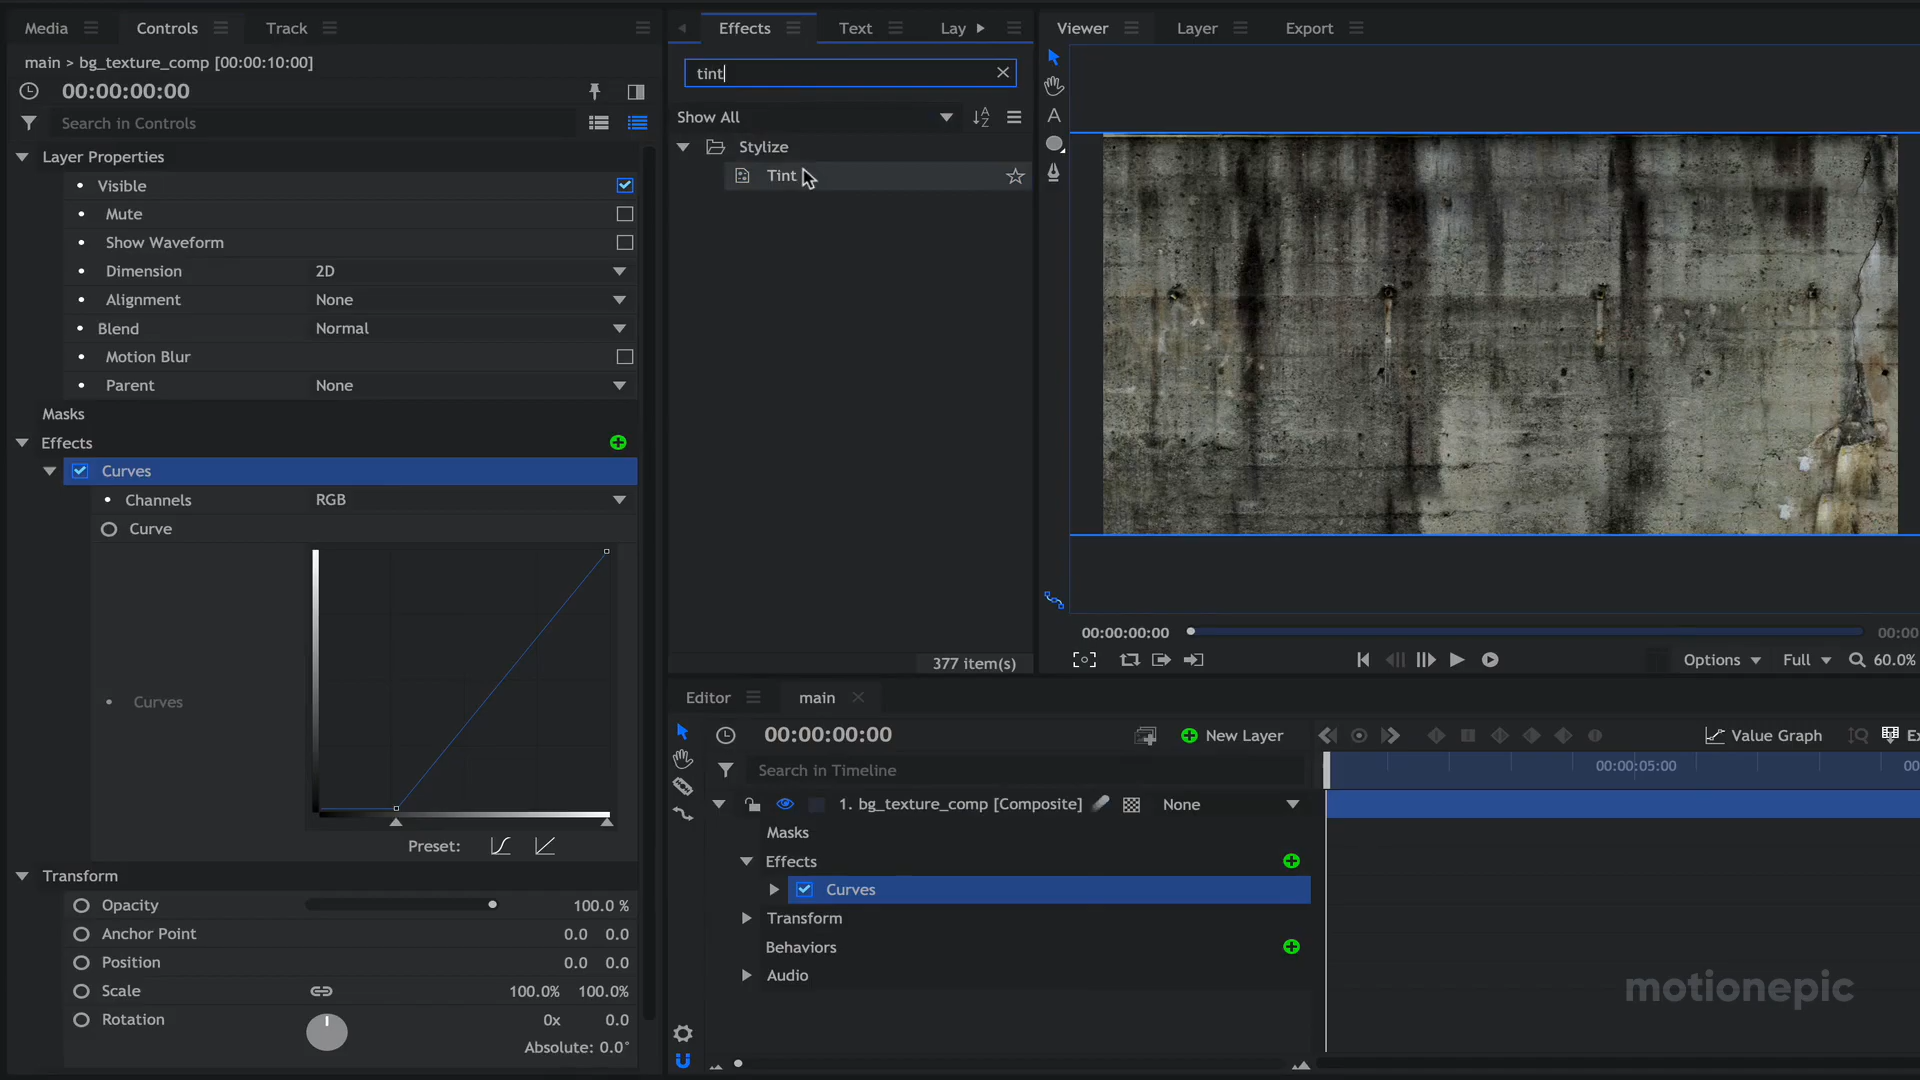 Media
Controls
Track
Effects
Text
Lay
Viewer
Layer
Export
main > bg_texture_comp [00:00:10:00]
00:00:00:00
Search in Controls
Layer Properties
Visible
Mute
Show Waveform
Dimension 2D
Alignment None
Blend Normal
Motion Blur
Parent None
Masks
Effects
Curves
Channels RGB
Curve
Curves
Preset:
Transform
Opacity 100.0 %
Anchor Point 0.0 0.0
Position 0.0 0.0
Scale 100.0% 100.0%
Rotation 0x 0.0
Absolute: 0.0°
tint
Show All
Stylize
Tint
377 item(s)
A
00:00:00:00
00:00
Options
Full
60.0%
Editor
main
00:00:00:00
New Layer
Value Graph
Ex
Search in Timeline
00:00:05:00
00
1. bg_texture_comp [Composite]
None
Masks
Effects
Curves
Transform
Behaviors
Audio
motionepic